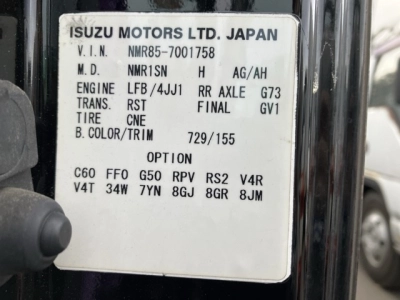 ISUZU MOTORS LTD. JAPAN
V.I.N. NMR85-7001758
M.D. NMR1SN H AG/AH
ENGINE LFB/4JJ1 RR AXLE G73
TRANS. RST FINAL GV1
TIRE CNE
B.COLOR/TRIM 729/155
OPTION
C60 FFO G50 RPV RS2 V4R
V4T 34W 7YN 8GJ 8GR 8JM